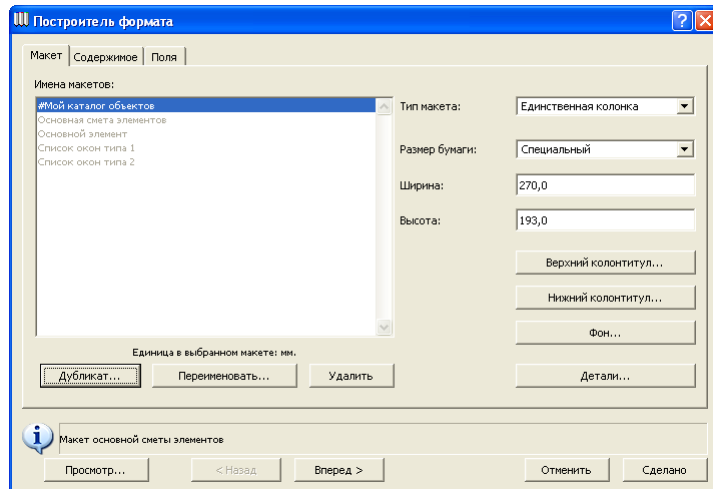 Построитель формата
Макет Содержимое Поля
Имена макетов:
#Мой каталог объектов
Основная смета элементов
Основной элемент
Список окон типа 1
Список окон типа 2
Тип макета: Единственная колонка
Размер бумаги: Специальный
Ширина: 270,0
Высота: 193,0
Верхний колонтитул...
Нижний колонтитул...
Фон...
Единица в выбранном макете: мм.
Дубликат... Переименовать... Удалить Детали...
Макет основной сметы элементов
Просмотр... < Назад Вперед > Отменить Сделано